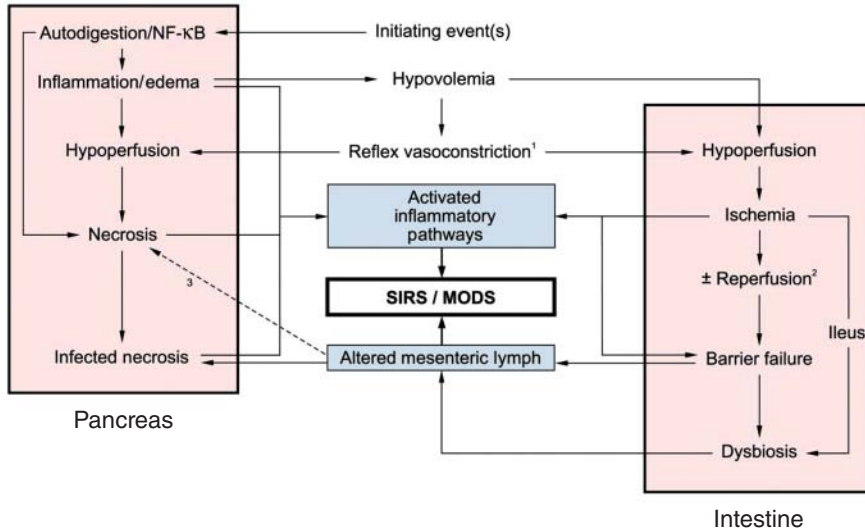 Autodigestion/NF-κB
Initiating event(s)
Inflammation/edema
Hypovolemia
Hypoperfusion
Reflex vasoconstriction¹
Hypoperfusion
Activated
inflammatory
pathways
Ischemia
Necrosis
± Reperfusion²
3
SIRS / MODS
Ileus
Infected necrosis
Altered mesenteric lymph
Barrier failure
Pancreas
Dysbiosis
Intestine